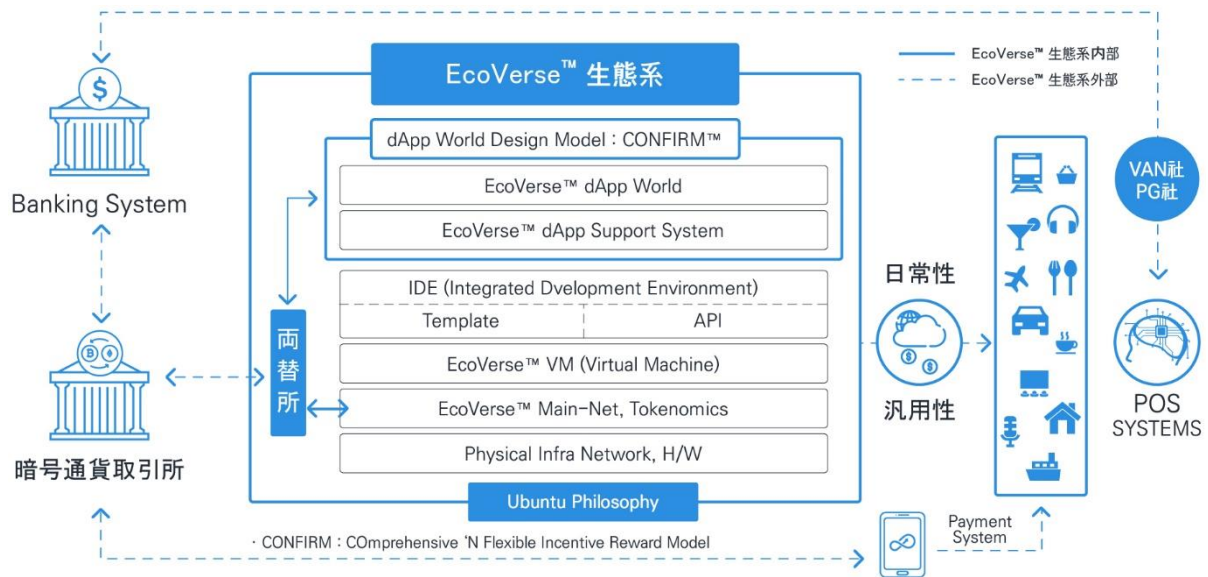 EcoVerse™ 生態系
EcoVerse™ 生態系内部
EcoVerse™ 生態系外部
$
Banking System
dApp World Design Model : CONFIRM™
EcoVerse™ dApp World
EcoVerse™ dApp Support System
IDE (Integrated Dvelopment Environment)
Template
API
EcoVerse™ VM (Virtual Machine)
EcoVerse™ Main-Net, Tokenomics
Physical Infra Network, H/W
Ubuntu Philosophy
両替所
暗号通貨取引所
日常性
$ $
汎用性
VAN社
PG社
POS
SYSTEMS
Payment
System
· CONFIRM : COmprehensive ‘N Flexible Incentive Reward Model